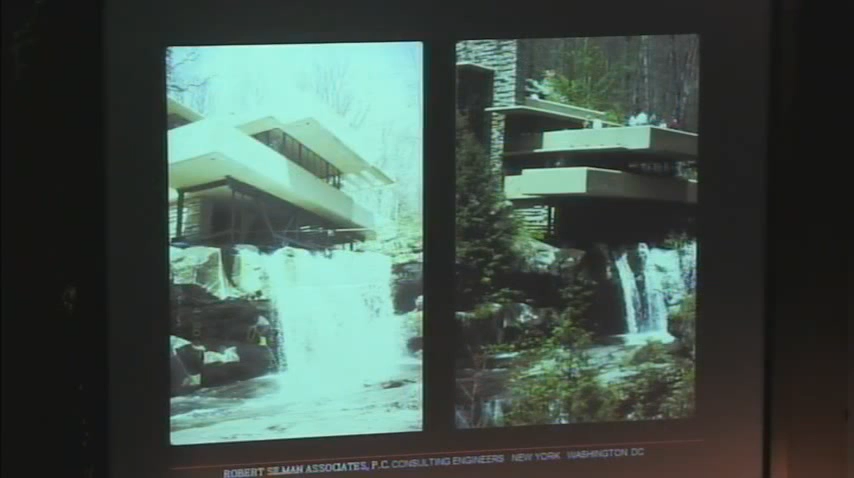 ROBERT SILMAN ASSOCIATES, P.C. CONSULTING ENGINEERS NEW YORK WASHINGTON DC